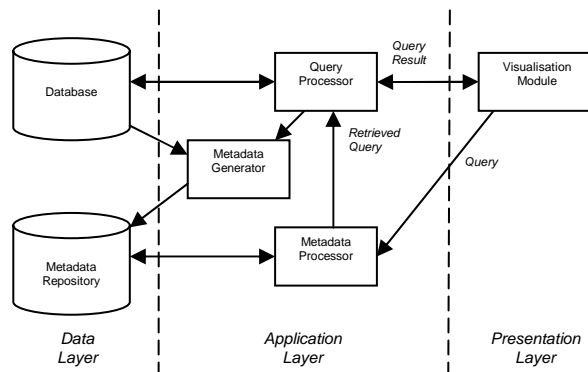 Database
Query
Processor
Query
Result
Visualisation
Module
Metadata
Generator
Retrieved
Query
Query
Metadata
Repository
Metadata
Processor
Data
Layer
Application
Layer
Presentation
Layer